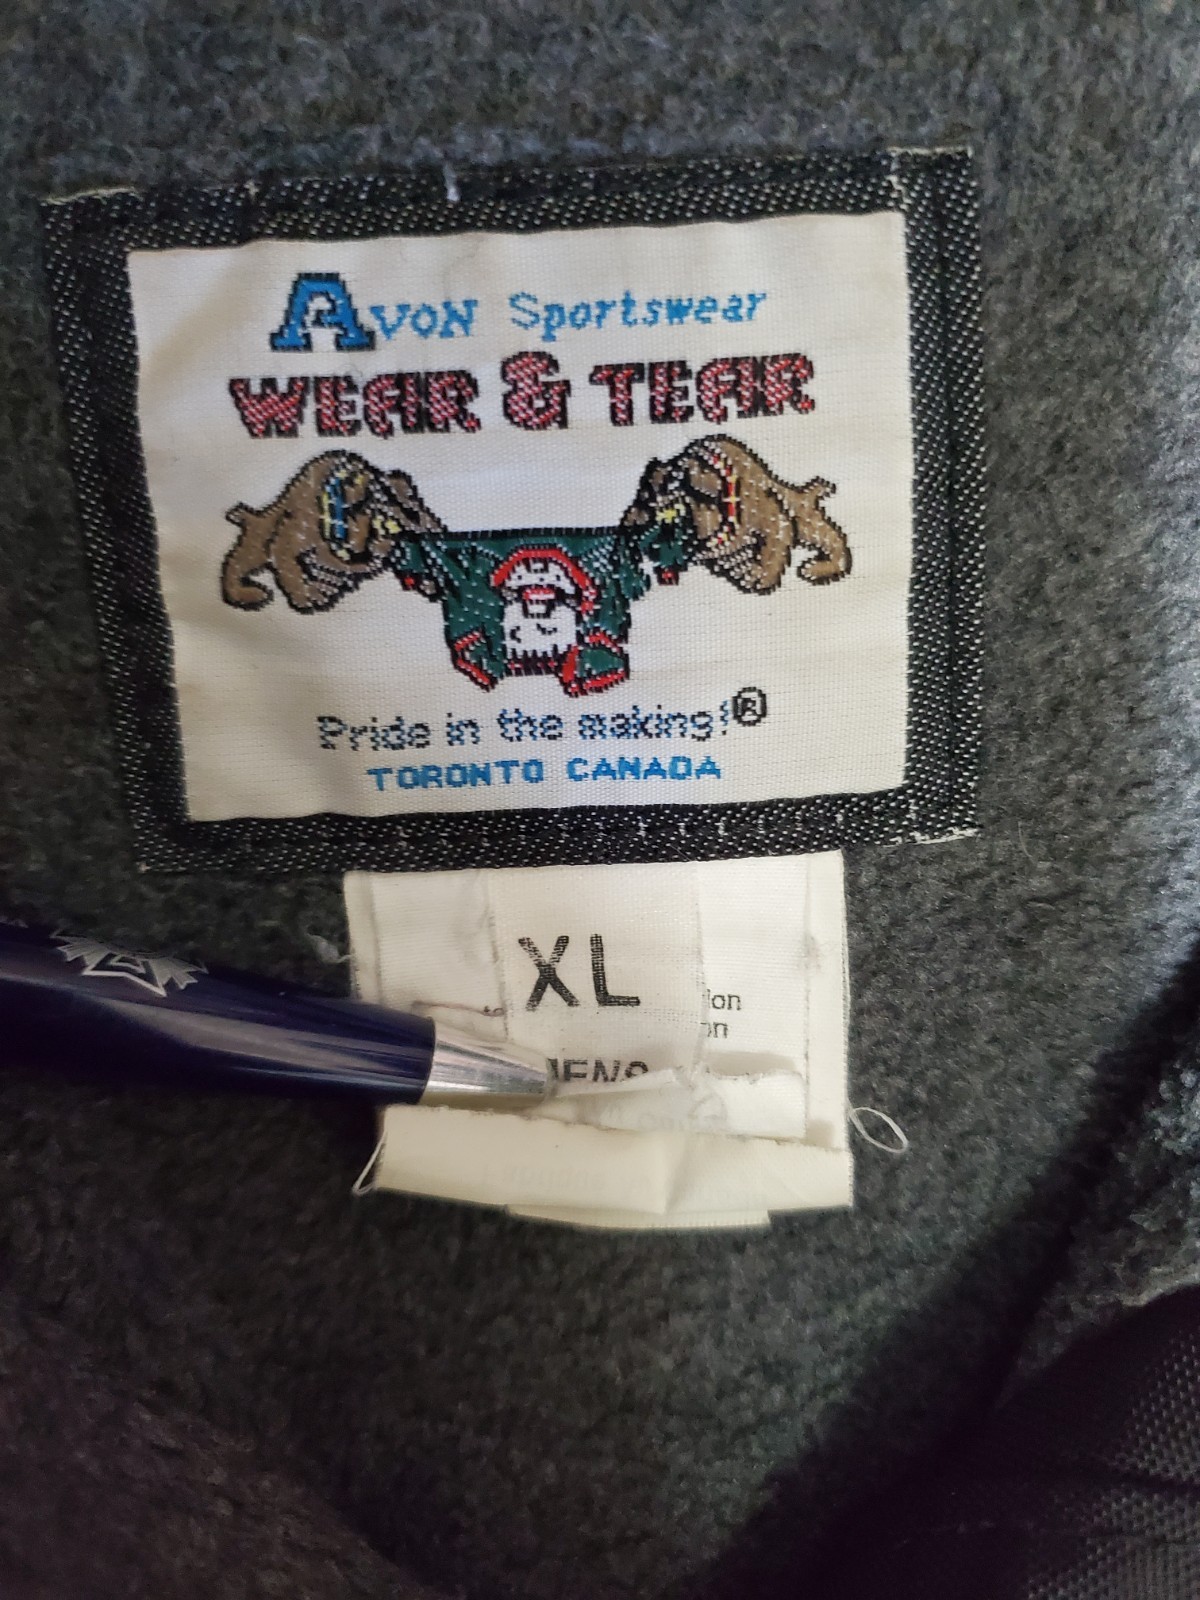 Avon Sportswear
WEAR & TEAR
Pride in the making!®
TORONTO CANADA
XL